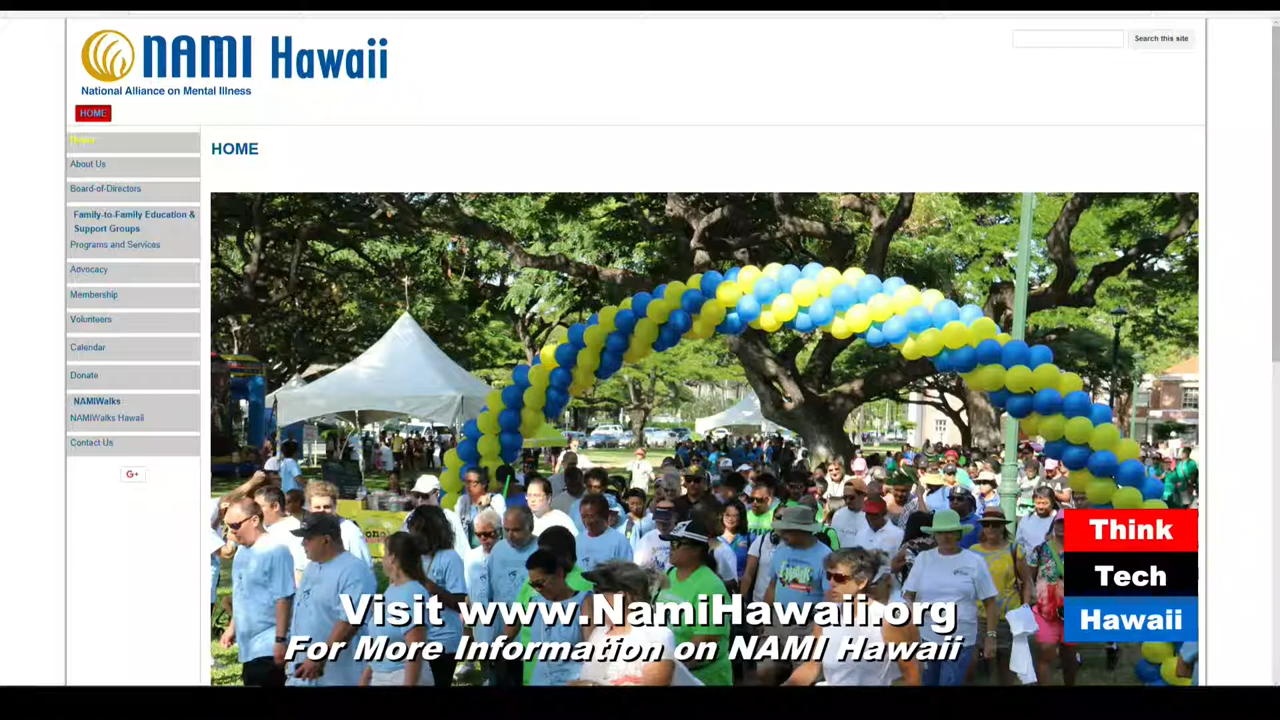 NAMI Hawaii
National Alliance on Mental Illness
Search this site
HOME
Home
About Us
Board-of-Directors
Family-to-Family Education &
Support Groups
Programs and Services
Advocacy
Membership
Volunteers
Calendar
Donate
NAMIWalks
NAMIWalks Hawaii
Contact Us
G+
HOME
Think
Tech
Hawaii
Visit www.NamiHawaii.org
For More Information on NAMI Hawaii